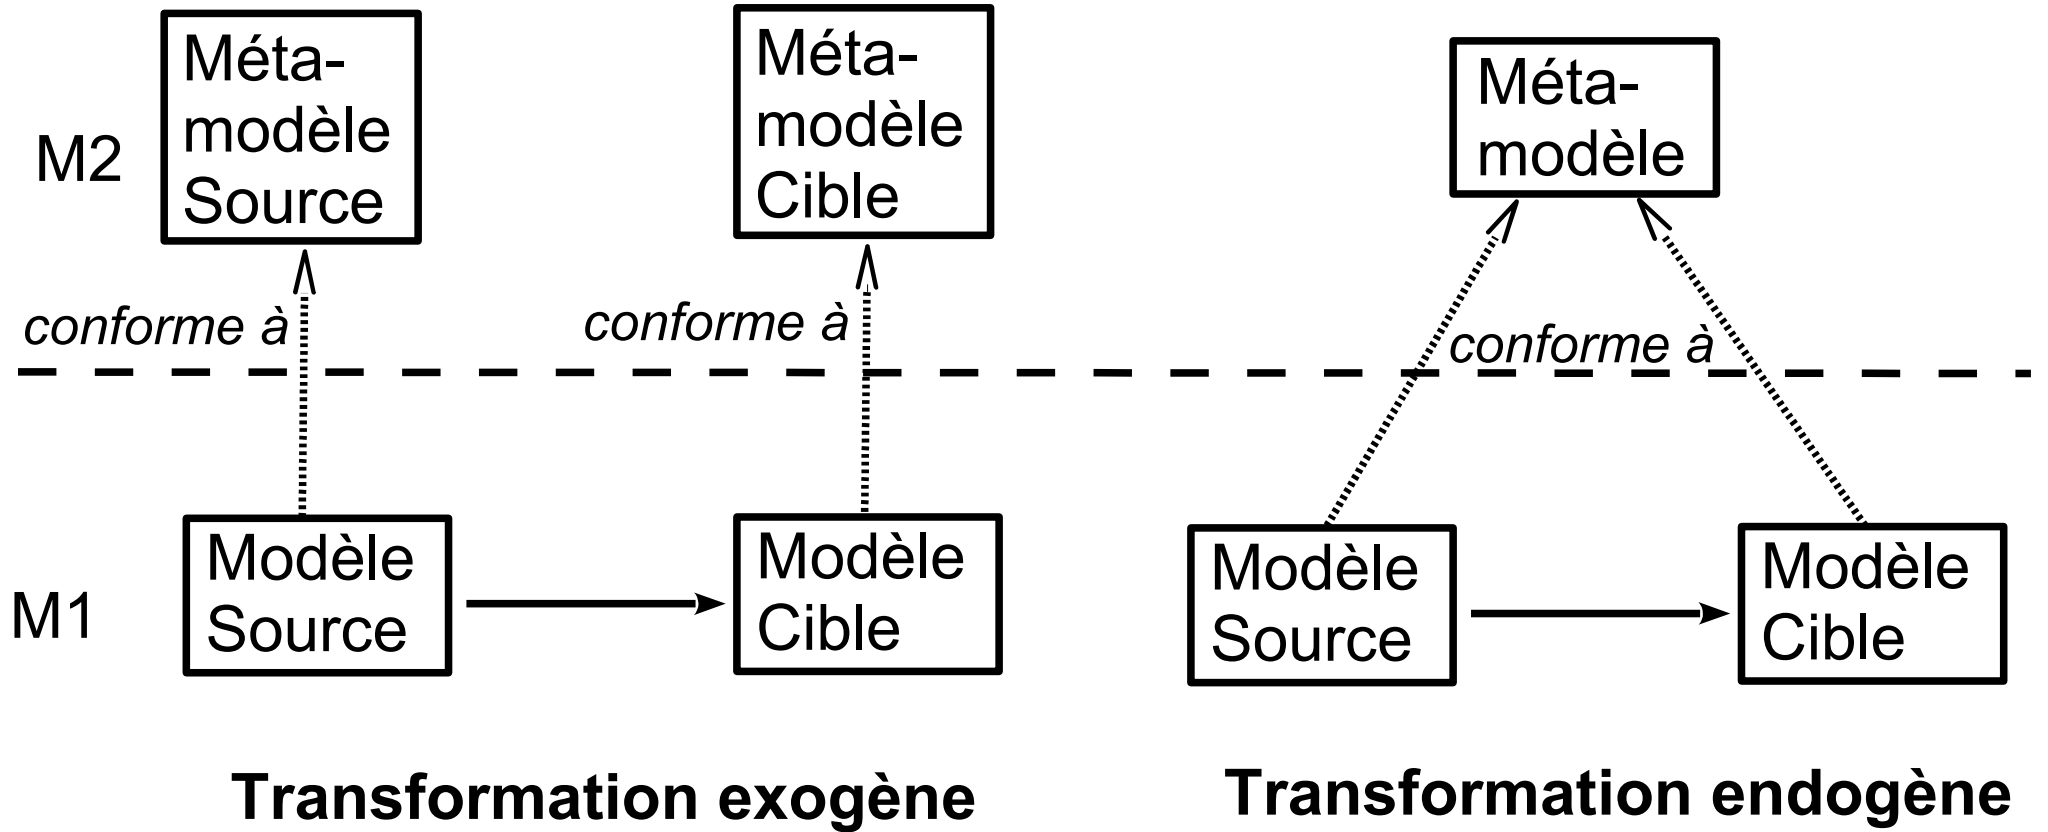 Méta-
modèle
Source
Méta-
modèle
Cible
Méta-
modèle
M2
conforme à
conforme à
conforme à
Modèle
Source
Modèle
Cible
Modèle
Source
Modèle
Cible
M1
Transformation exogène
Transformation endogène